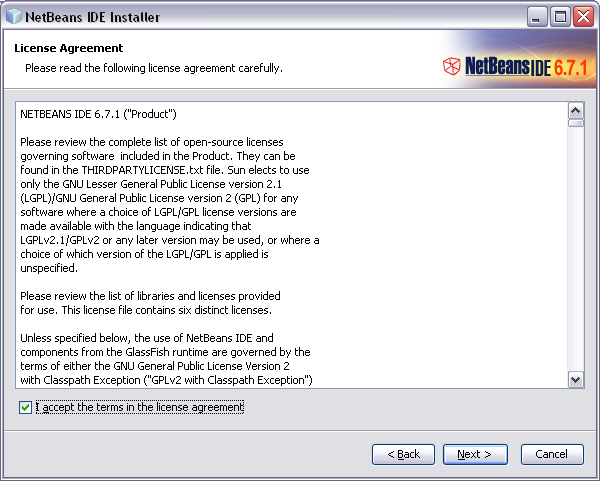 NetBeans IDE Installer
License Agreement
Please read the following license agreement carefully.
NetBeans IDE 6.7.1
NETBEANS IDE 6.7.1 ("Product")
Please review the complete list of open-source licenses
governing software  included in the Product. They can be
found in the THIRDPARTYLICENSE.txt file. Sun elects to use
only the GNU Lesser General Public License version 2.1
(LGPL)/GNU General Public License version 2 (GPL) for any
software where a choice of LGPL/GPL license versions are
made available with the language indicating that
LGPLv2.1/GPLv2 or any later version may be used, or where a
choice of which version of the LGPL/GPL is applied is
unspecified.
Please review the list of libraries and licenses provided
for use. This license file contains six distinct licenses.
Unless specified below, the use of NetBeans IDE and
components from the GlassFish runtime are governed by the
terms of either the GNU General Public License Version 2
with Classpath Exception ("GPLv2 with Classpath Exception")
I accept the terms in the license agreement
< Back Next > Cancel